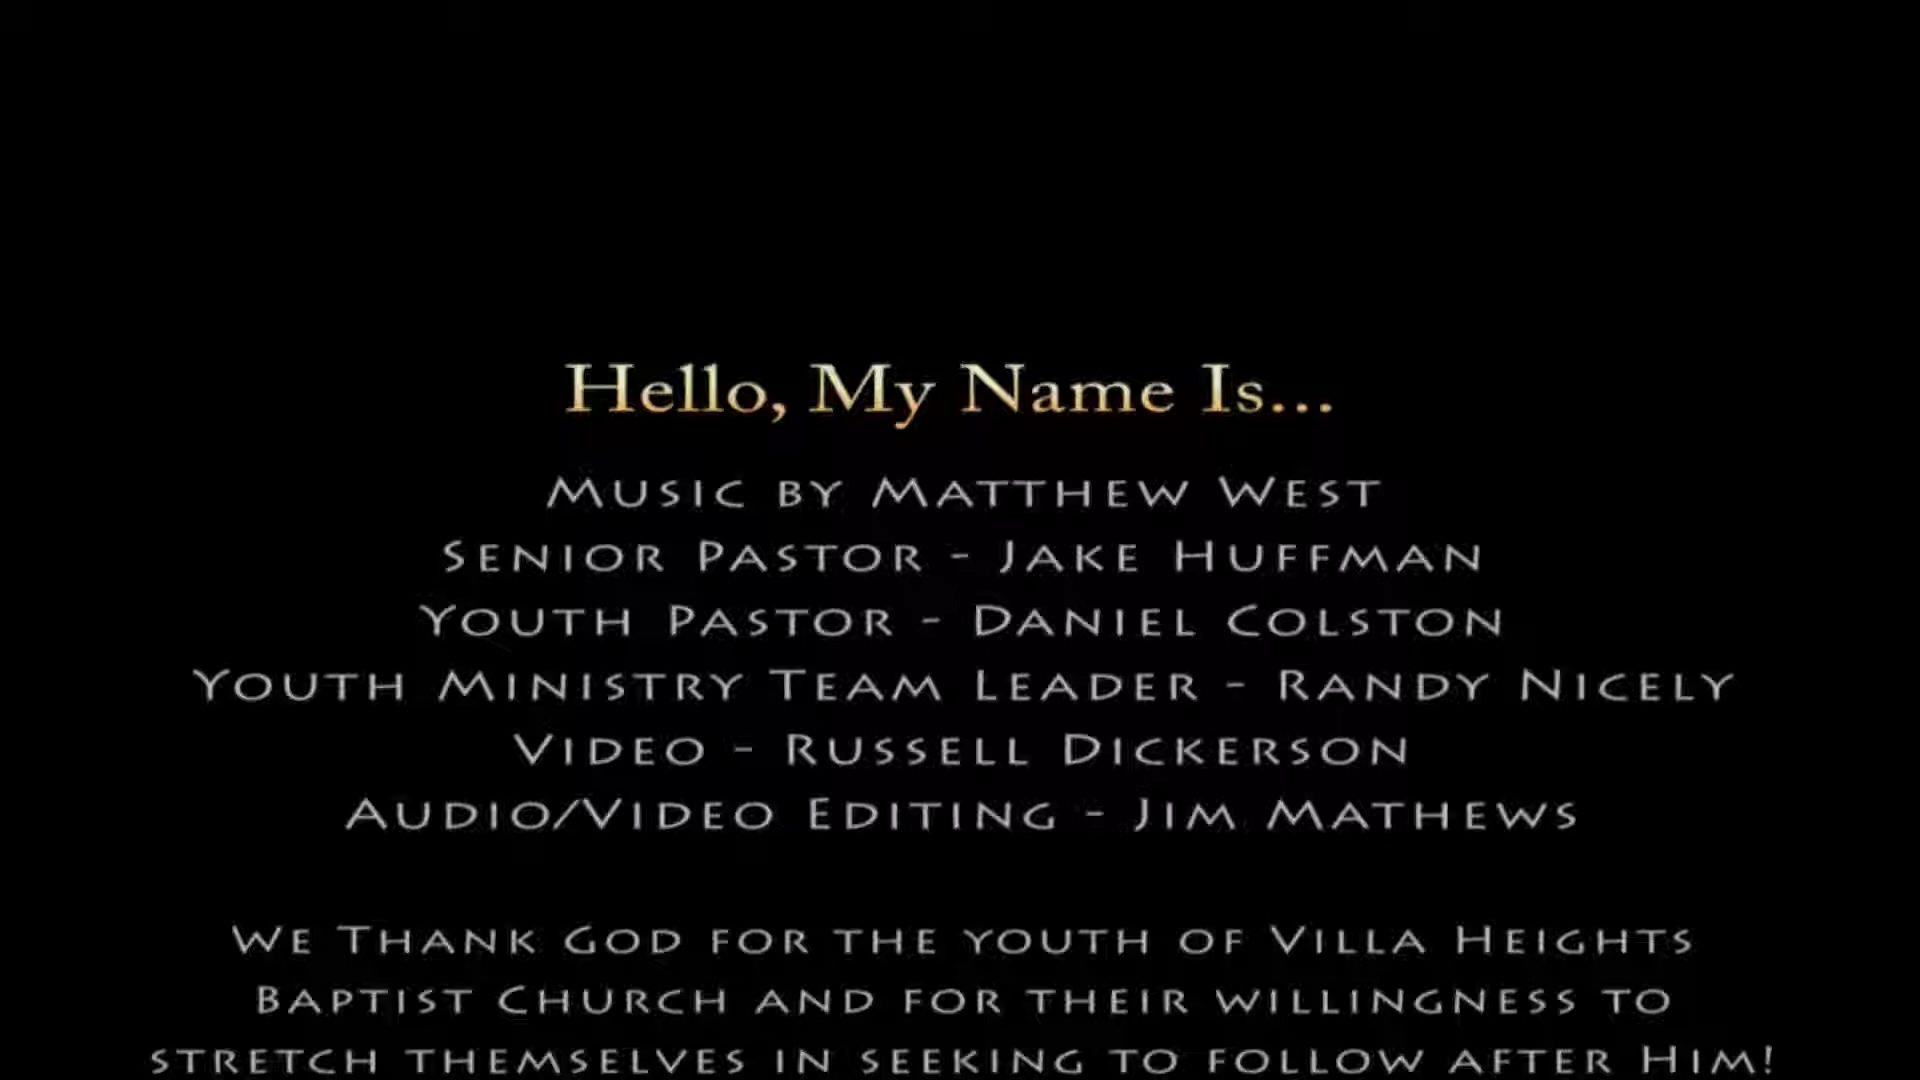 Hello, My Name Is...
Music by Matthew West
Senior Pastor - Jake Huffman
Youth Pastor - Daniel Colston
Youth Ministry Team Leader - Randy Nicely
Video - Russell Dickerson
Audio/Video Editing - Jim Mathews
We Thank God for the youth of Villa Heights
Baptist Church and for their willingness to
stretch themselves in seeking to follow after Him!